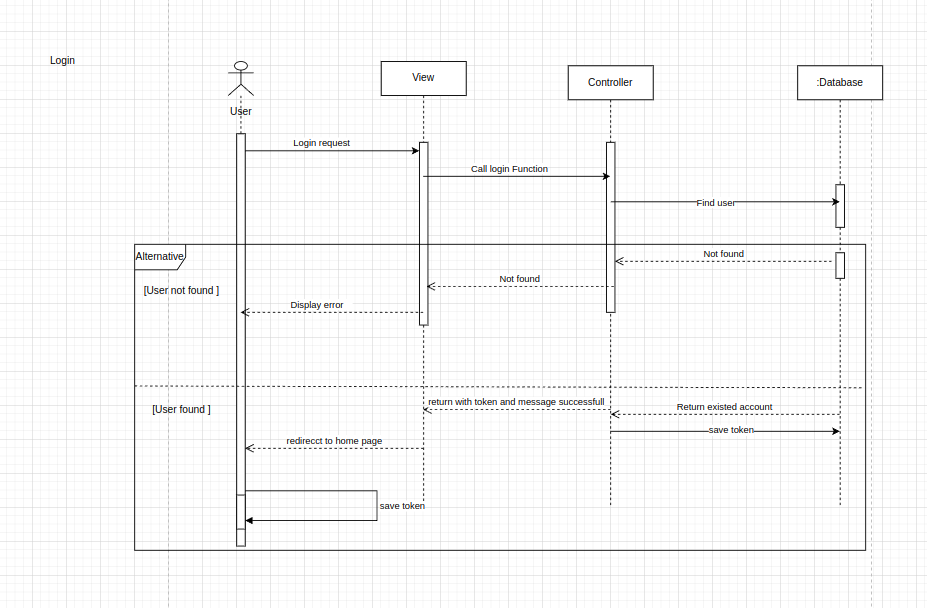 Login
User
View
Controller
:Database
Login request
Call login Function
Find user
Alternative
Not found
Not found
[User not found ]
Display error
return with token and message successfull
Return existed account
[User found ]
save token
redirecct to home page
save token